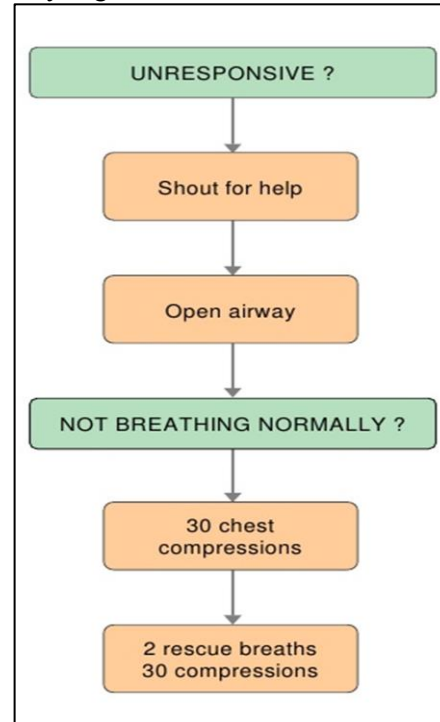 UNRESPONSIVE ?
Shout for help
Open airway
NOT BREATHING NORMALLY ?
30 chest
compressions
2 rescue breaths
30 compressions